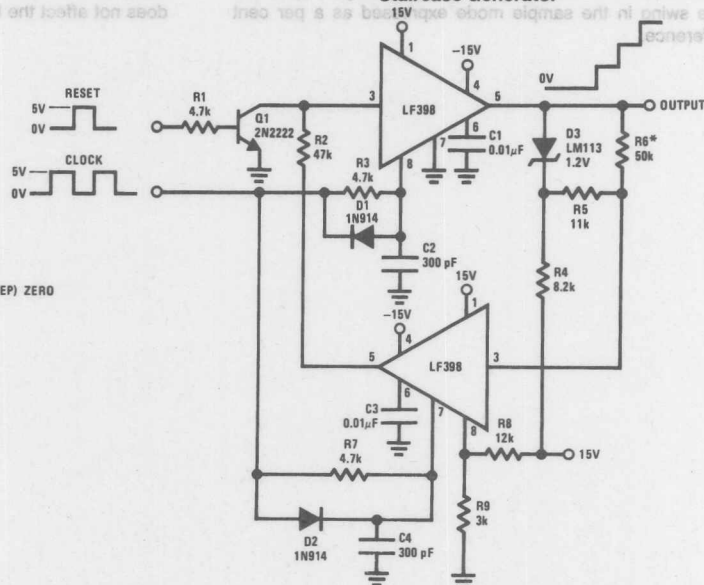 e swing in the sample mode expressed as a per cent
ference
does not affect the
Staircase Generator
15V
1
-15V
4
0V
RESET
5V
0V
R1
4.7k
Q1
2N2222
3
LF398
5
OUTPUT
6
7
8
C1
0.01μF
D3
LM113
1.2V
R6*
50k
CLOCK
5V
0V
R2
47k
R3
4.7k
D1
1N914
R5
11k
C2
300 pF
R4
8.2k
EP) ZERO
15V
1
-15V
4
5
LF398
3
6
7
8
C3
0.01μF
R8
12k
15V
R7
4.7k
R9
3k
D2
1N914
C4
300 pF